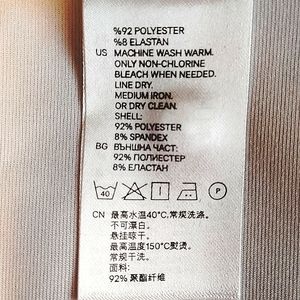 %92 POLYESTER
%8 ELASTAN
US MACHINE WASH WARM.
ONLY NON-CHLORINE
BLEACH WHEN NEEDED.
LINE DRY.
MEDIUM IRON.
OR DRY CLEAN.
SHELL:
92% POLYESTER
8% SPANDEX
BG ВЪНШНА ЧАСТ:
92% ПОЛИЕСТЕР
8% ЕЛАСТАН
40 P
CN 最高水温40°C,常规洗涤.
不可漂白.
悬挂晾干.
最高温度150°C熨烫.
常规干洗.
面料:
92% 聚酯纤维